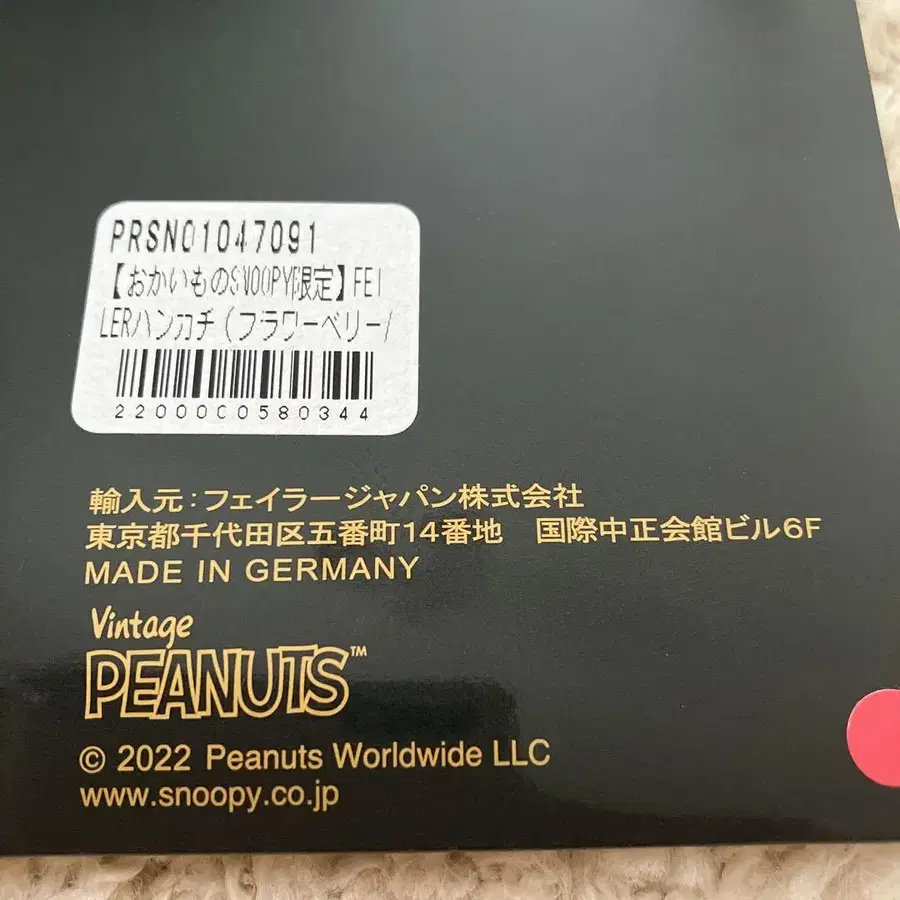 PRSN01047091
【おかいものSNOOPY限定】FEI
LERハンカチ(フラワーベリー/
2200000580344
輸入元:フェイラージャパン株式会社
東京都千代田区五番町14番地 国際中正会館ビル6F
MADE IN GERMANY
Vintage
PEANUTS™
© 2022 Peanuts Worldwide LLC
www.snoopy.co.jp